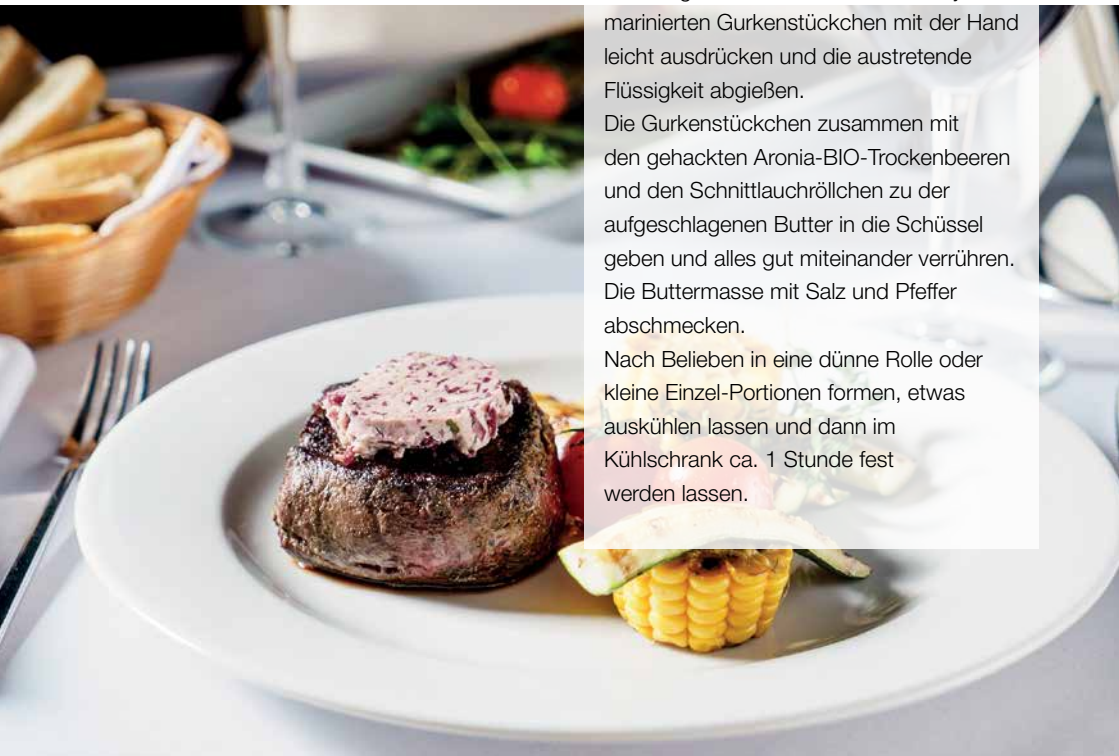 marinierten Gurkenstückchen mit der Hand
leicht ausdrücken und die austretende
Flüssigkeit abgießen.
Die Gurkenstückchen zusammen mit
den gehackten Aronia-BIO-Trockenbeeren
und den Schnittlauchröllchen zu der
aufgeschlagenen Butter in die Schüssel
geben und alles gut miteinander verrühren.
Die Buttermasse mit Salz und Pfeffer
abschmecken.
Nach Belieben in eine dünne Rolle oder
kleine Einzel-Portionen formen, etwas
auskühlen lassen und dann im
Kühlschrank ca. 1 Stunde fest
werden lassen.